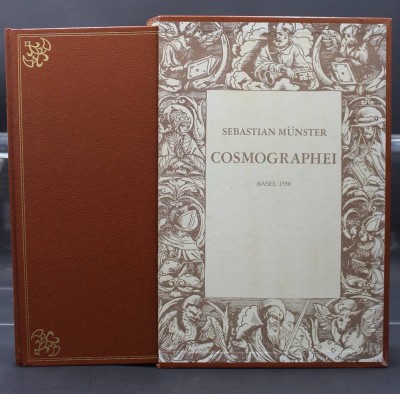 SEBASTIAN MÜNSTER
COSMOGRAPHEI
BASEL 1550